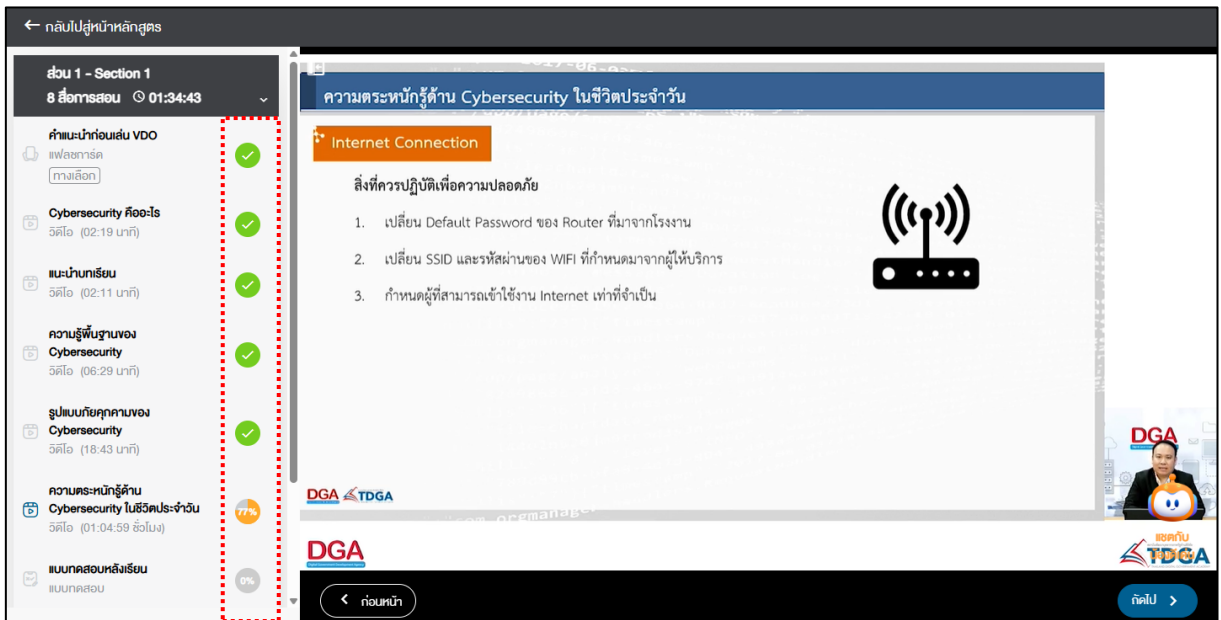 ← กลับไปสู่หน้าหลักสูตร
ส่วน 1 - Section 1
8 สื่อการสอน 01:34:43
คำแนะนำก่อนเล่น VDO
แฟลชการ์ด
ทางเลือก
Cybersecurity คืออะไร
วิดีโอ (02:19 นาที)
แนะนำบทเรียน
วิดีโอ (02:11 นาที)
ความรู้พื้นฐานของ
Cybersecurity
วิดีโอ (06:29 นาที)
รูปแบบภัยคุกคามของ
Cybersecurity
วิดีโอ (18:43 นาที)
ความตระหนักรู้ด้าน
Cybersecurity ในชีวิตประจำวัน
วิดีโอ (01:04:59 ชั่วโมง)
77%
แบบทดสอบหลังเรียน
แบบทดสอบ
0%
ความตระหนักรู้ด้าน Cybersecurity ในชีวิตประจำวัน
Internet Connection
สิ่งที่ควรปฏิบัติเพื่อความปลอดภัย
1. เปลี่ยน Default Password ของ Router ที่มาจากโรงงาน
2. เปลี่ยน SSID และรหัสผ่านของ WIFI ที่กำหนดมาจากผู้ให้บริการ
3. กำหนดผู้ที่สามารถเข้าใช้งาน Internet เท่าที่จำเป็น
DGA TDGA
DGA
DGA
แชตกับ
TDGA
ก่อนหน้า
ถัดไป